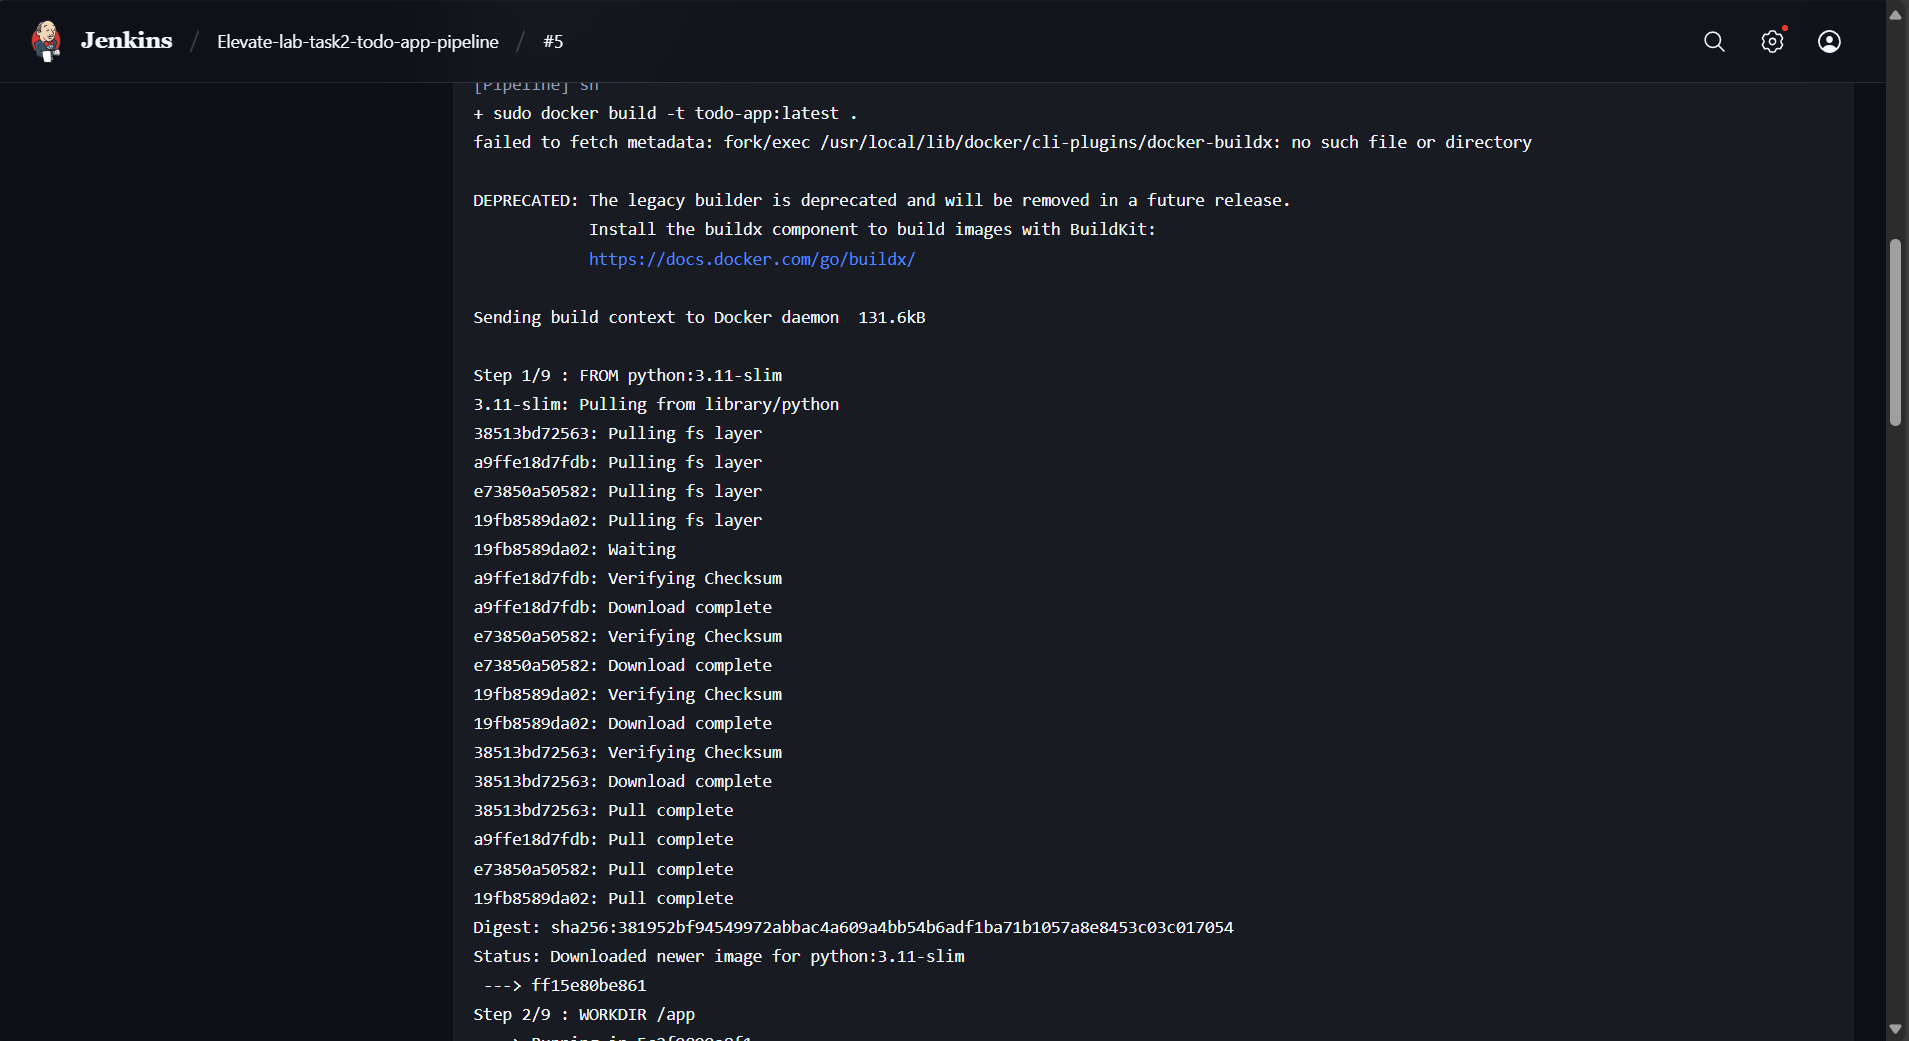 Jenkins / Elevate-lab-task2-todo-app-pipeline / #5
[Pipeline] sh
+ sudo docker build -t todo-app:latest .
failed to fetch metadata: fork/exec /usr/local/lib/docker/cli-plugins/docker-buildx: no such file or directory
DEPRECATED: The legacy builder is deprecated and will be removed in a future release.
Install the buildx component to build images with BuildKit:
https://docs.docker.com/go/buildx/
Sending build context to Docker daemon  131.6kB
Step 1/9 : FROM python:3.11-slim
3.11-slim: Pulling from library/python
38513bd72563: Pulling fs layer
a9ffe18d7fdb: Pulling fs layer
e73850a50582: Pulling fs layer
19fb8589da02: Pulling fs layer
19fb8589da02: Waiting
a9ffe18d7fdb: Verifying Checksum
a9ffe18d7fdb: Download complete
e73850a50582: Verifying Checksum
e73850a50582: Download complete
19fb8589da02: Verifying Checksum
19fb8589da02: Download complete
38513bd72563: Verifying Checksum
38513bd72563: Download complete
38513bd72563: Pull complete
a9ffe18d7fdb: Pull complete
e73850a50582: Pull complete
19fb8589da02: Pull complete
Digest: sha256:381952bf94549972abbac4a609a4bb54b6adf1ba71b1057a8e8453c03c017054
Status: Downloaded newer image for python:3.11-slim
---> ff15e80be861
Step 2/9 : WORKDIR /app
---> Running in